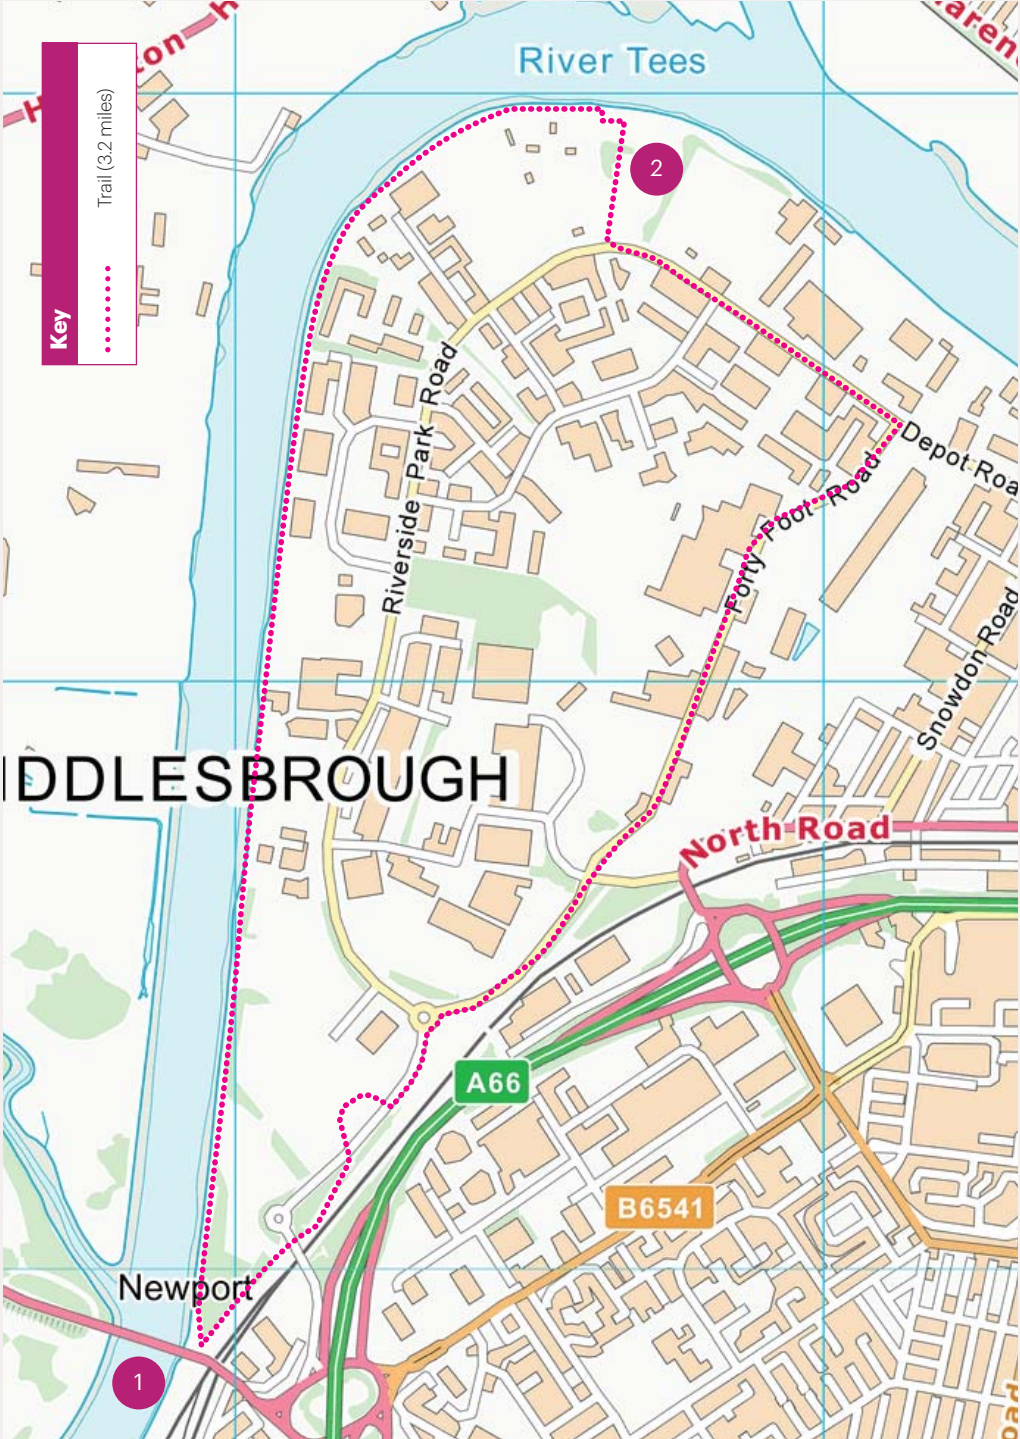 River Tees
Key
Trail (3.2 miles)
2
Riverside Park Road
Depot Roa
Forty Foot Road
Snowdon Road
IDDLESBROUGH
North Road
A66
B6541
Newport
1